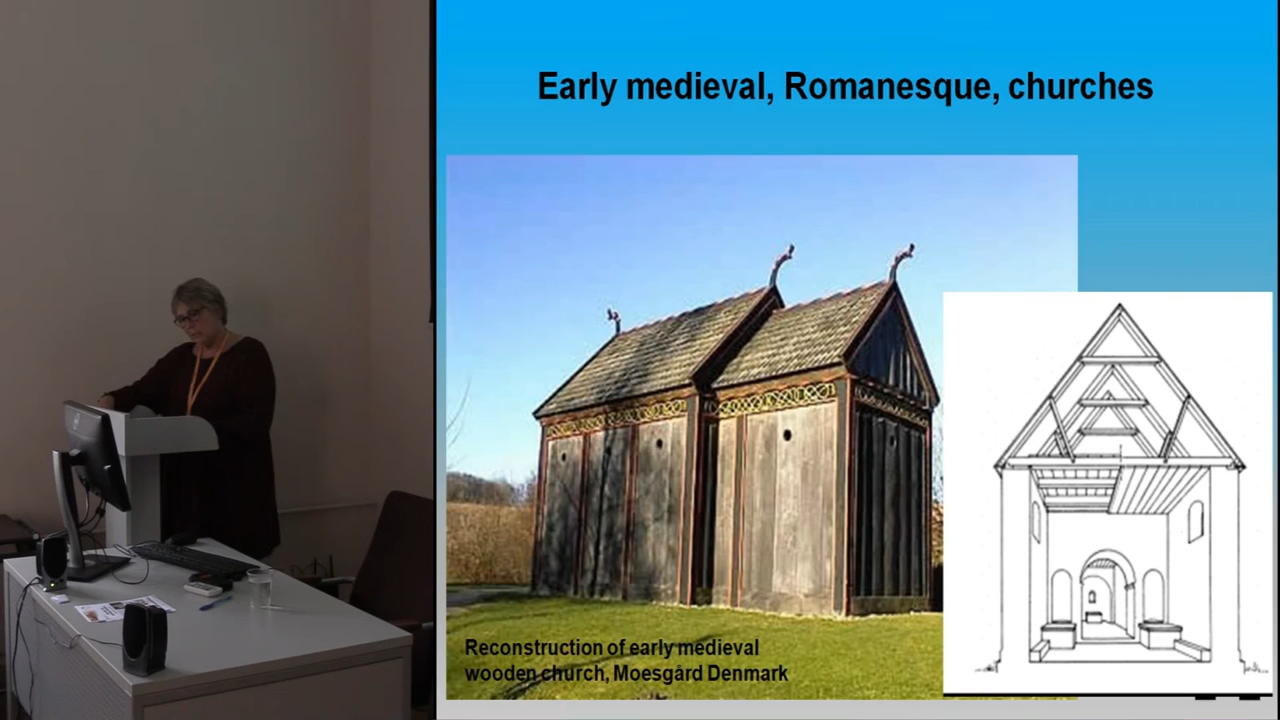 Early medieval, Romanesque, churches
Reconstruction of early medieval
wooden church, Moesgård Denmark